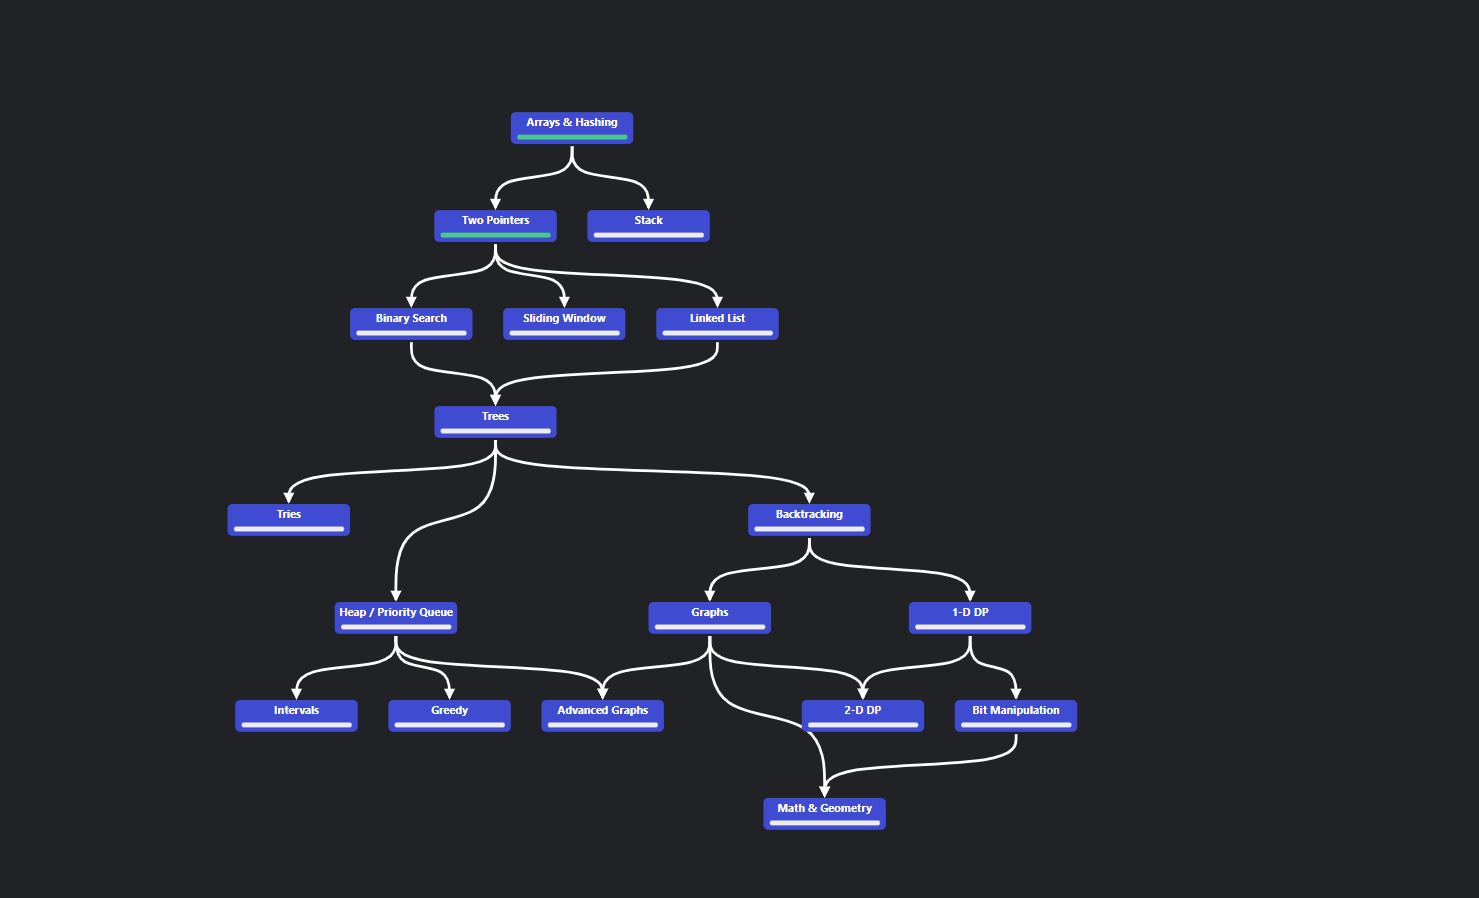 Arrays & Hashing
Two Pointers
Stack
Binary Search
Sliding Window
Linked List
Trees
Tries
Backtracking
Heap / Priority Queue
Graphs
1-D DP
Intervals
Greedy
Advanced Graphs
2-D DP
Bit Manipulation
Math & Geometry